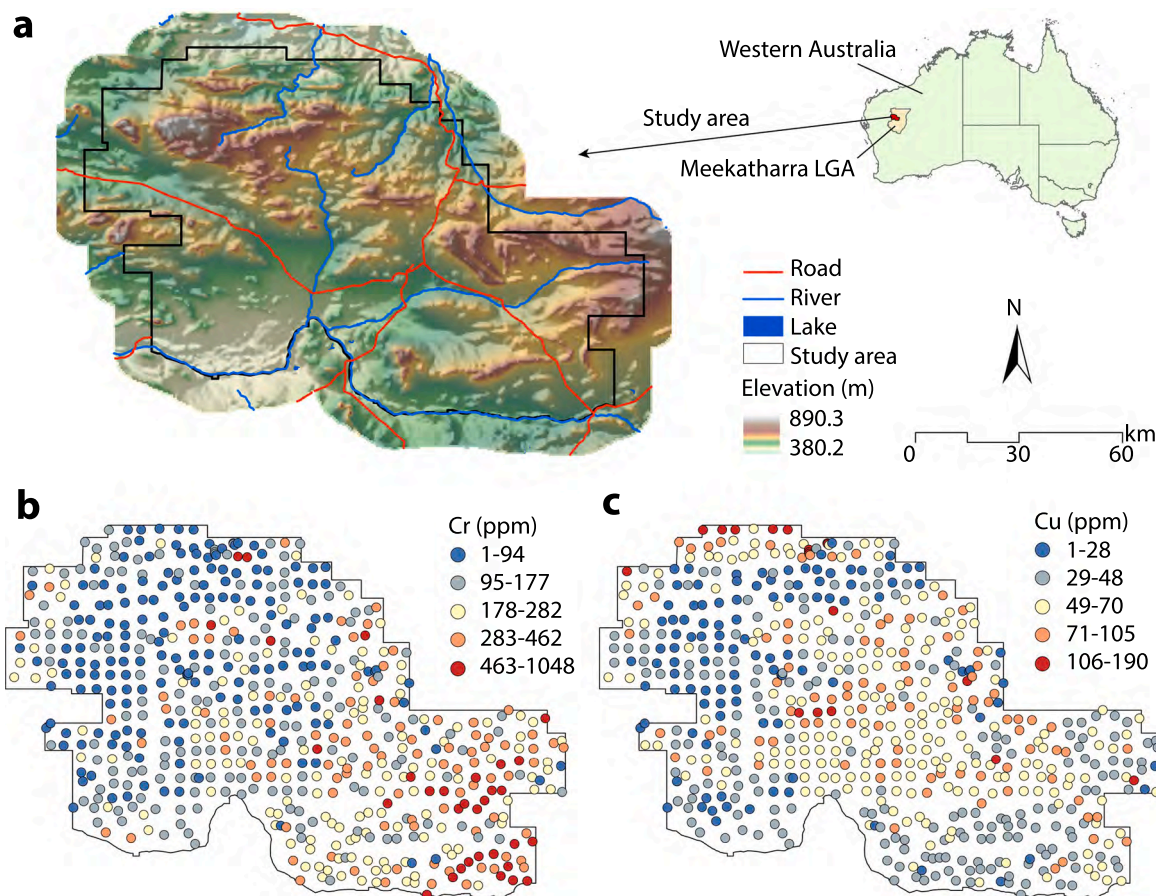 a
Western Australia
Study area
Meekatharra LGA
Road
River
Lake
Study area
Elevation (m)
890.3
380.2
N
km
0 30 60
b
Cr (ppm)
1-94
95-177
178-282
283-462
463-1048
c
Cu (ppm)
1-28
29-48
49-70
71-105
106-190